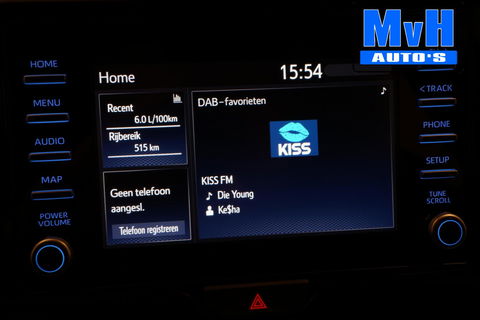 MvH
AUTO'S
HOME
MENU
AUDIO
MAP
POWER
VOLUME
Home
15:54
Recent
6.0 L/100km
Rijbereik
515 km
Geen telefoon
aangesl.
Telefoon registreren
DAB-favorieten
KISS
KISS FM
Die Young
Ke$ha
< TRACK
PHONE
SETUP
TUNE
SCROLL